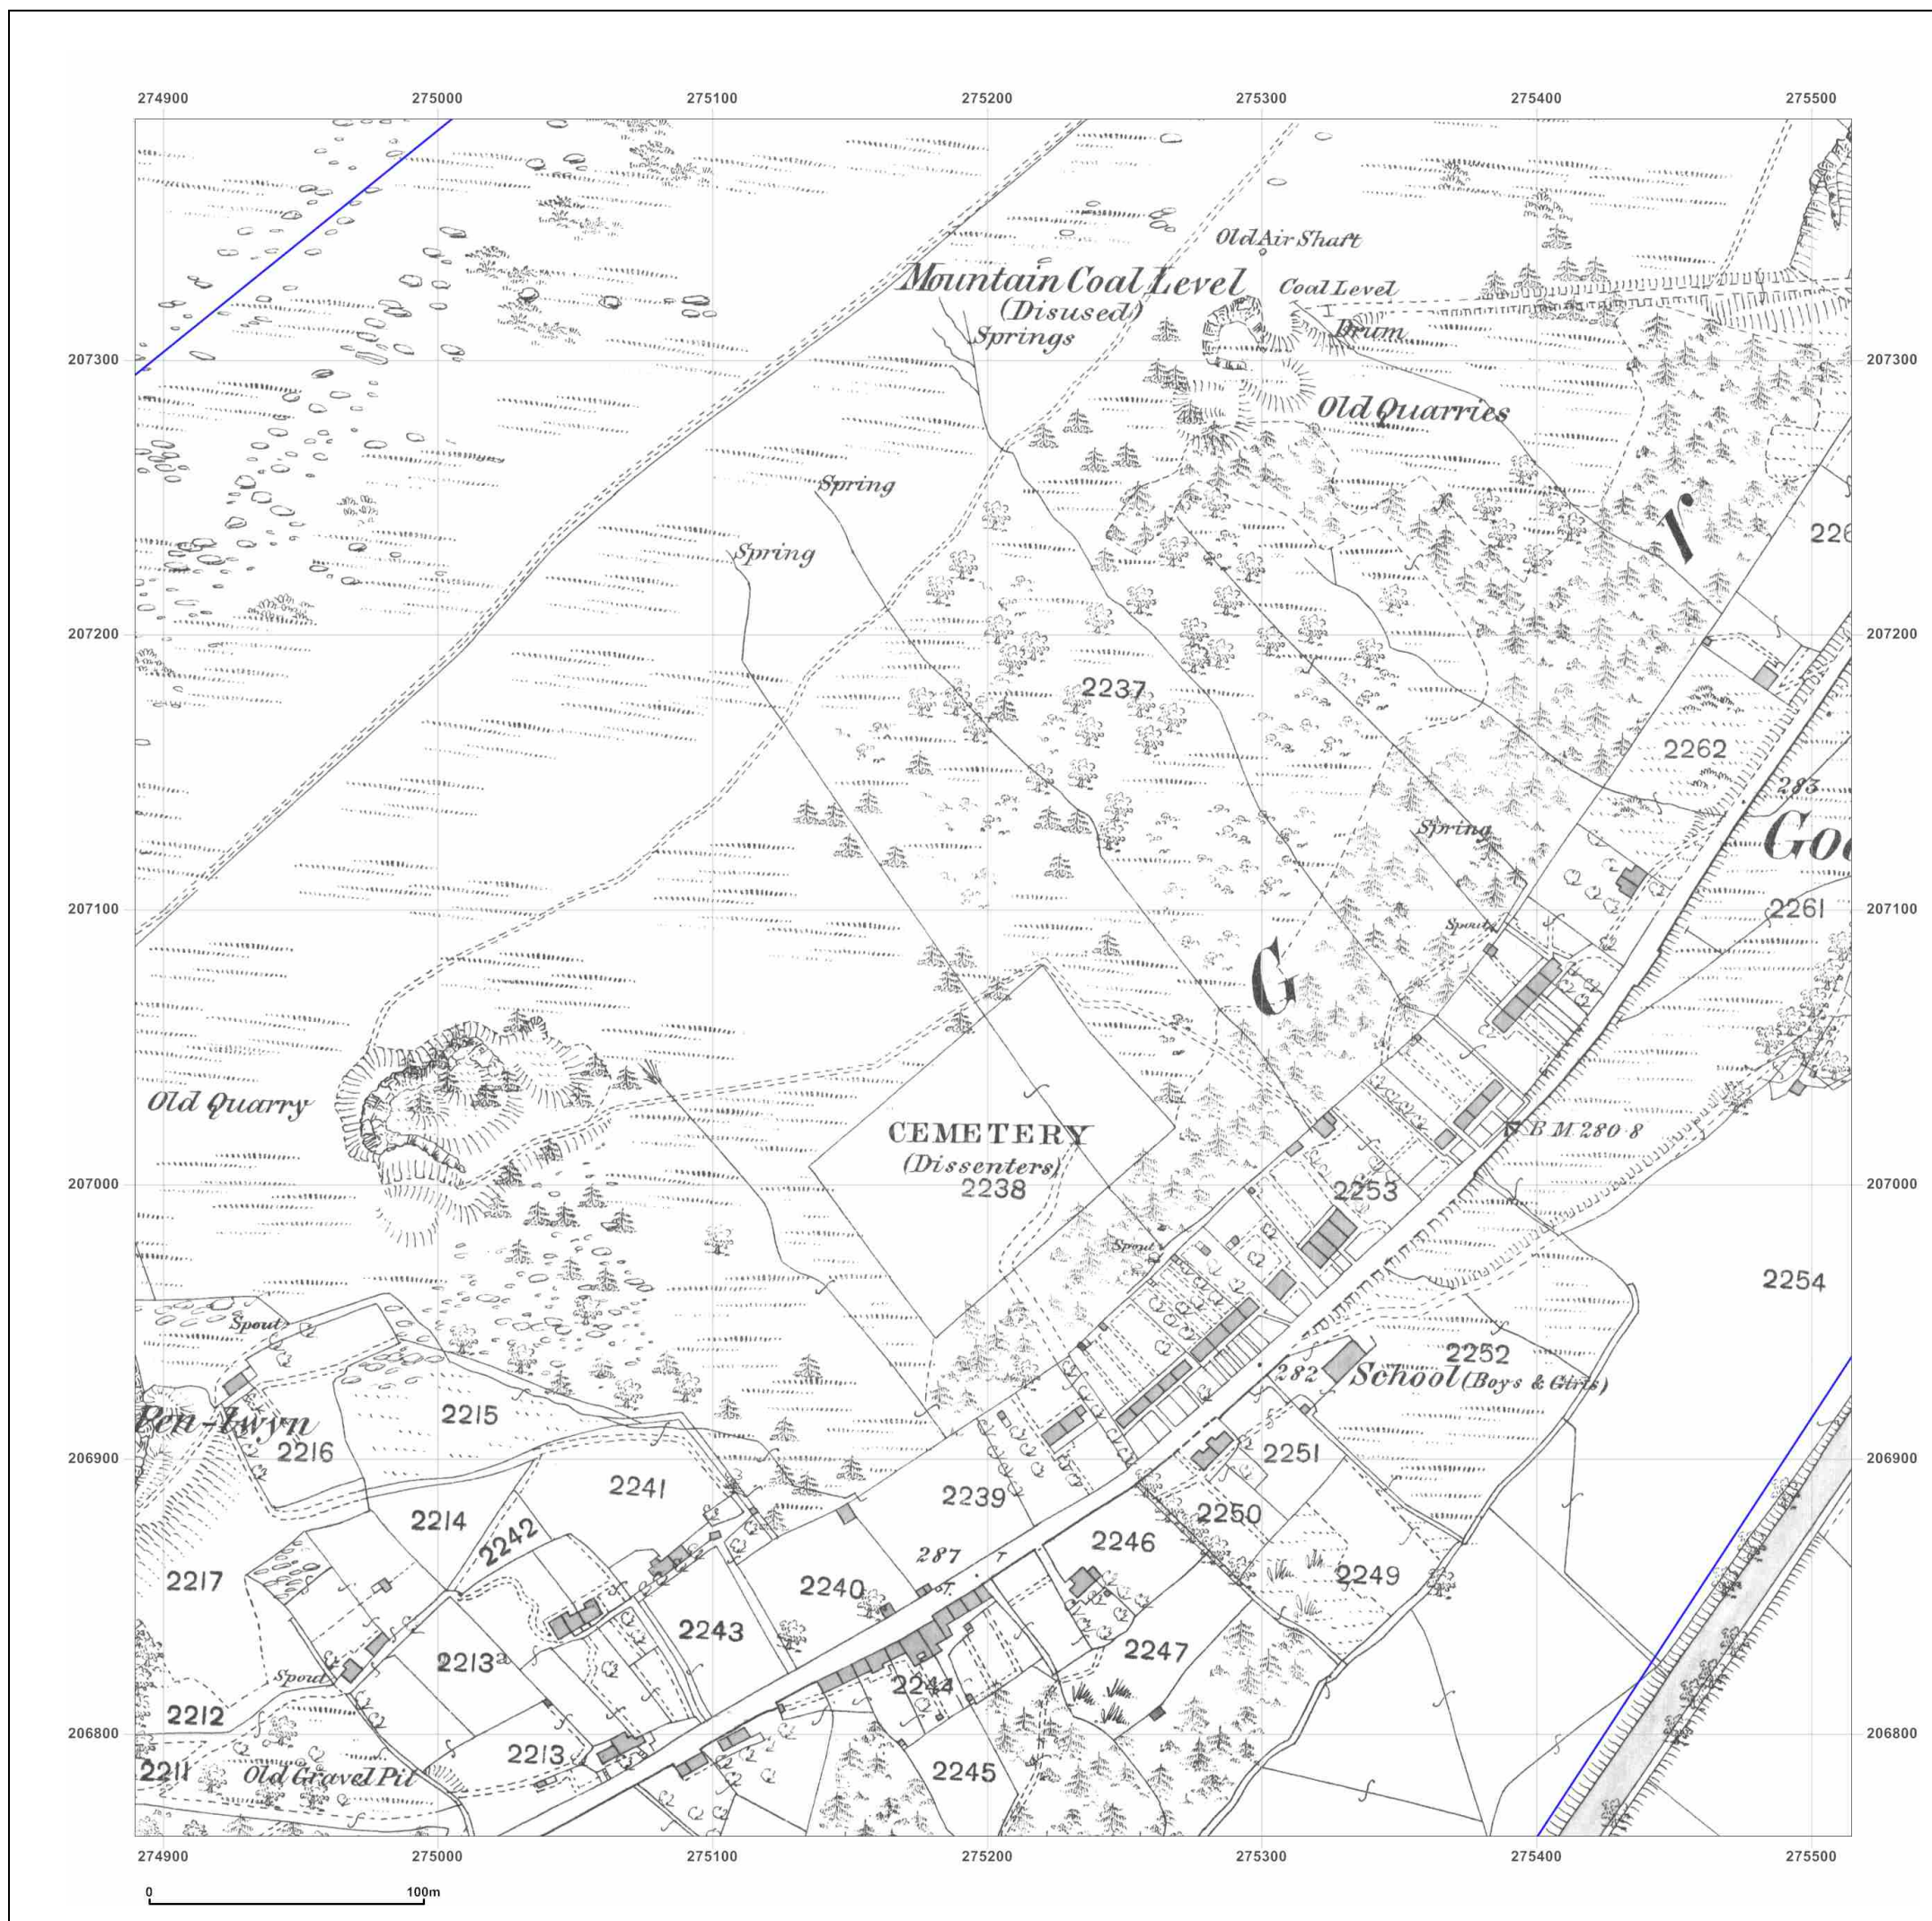 274900 275000 275100 275200 275300 275400 275500
Old Air Shaft
Mountain Coal Level
Coal Level
(Disused)
Drum
Springs
207300 207300
Old Quarries
Spring
N
226
Spring
207200 207200
2237
2262
283
Spring
Goo
207100 207100
2261
Spout
G
Old Quarry
CEMETERY
B M 280·8
(Dissenters)
2238
2253
207000 207000
Spout
2254
Spout
2252
282 School (Boys & Girls)
Pen-lwyn
2215
2216
2251
206900 206900
2241
2239
2214
2250
2242
2246
287 T
2217
2240 T.
2249
2243
2247
2213a
Spout
2244
2212
206800 206800
2213
2211
Old Gravel Pit
2245
274900 275000 275100 275200 275300 275400 275500
0 100m